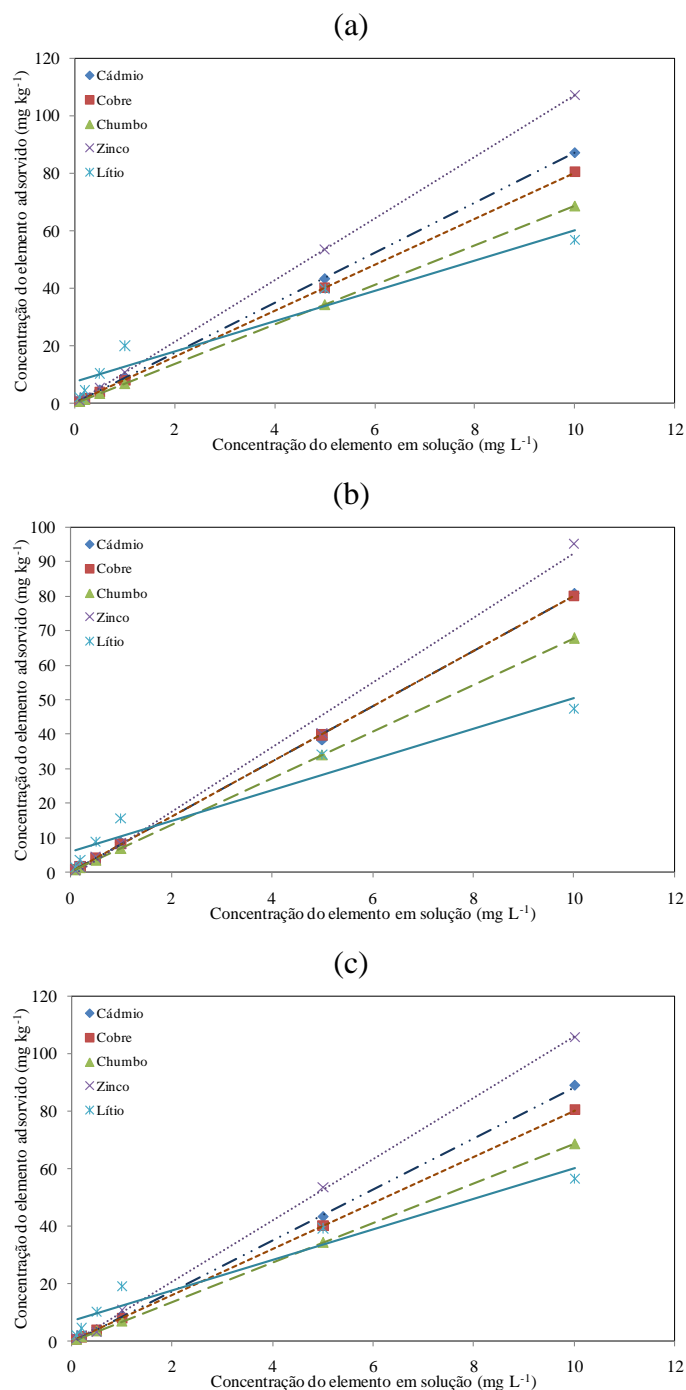 (a)
Concentração do elemento adsorvido (mg kg⁻¹)
120
100
80
60
40
20
0
Cádmio
Cobre
Chumbo
Zinco
Lítio
0 2 4 6 8 10 12
Concentração do elemento em solução (mg L⁻¹)
(b)
Concentração do elemento adsorvido (mg kg⁻¹)
100
90
80
70
60
50
40
30
20
10
0
Cádmio
Cobre
Chumbo
Zinco
Lítio
0 2 4 6 8 10 12
Concentração do elemento em solução (mg L⁻¹)
(c)
Concentração do elemento adsorvido (mg kg⁻¹)
120
100
80
60
40
20
0
Cádmio
Cobre
Chumbo
Zinco
Lítio
0 2 4 6 8 10 12
Concentração do elemento em solução (mg L⁻¹)